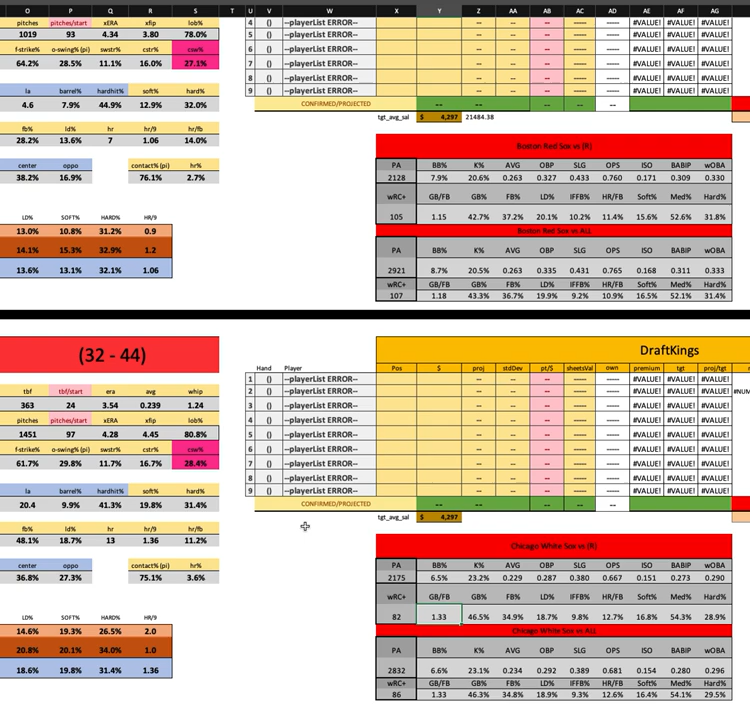 O P Q R S T U V W X Y Z AA AB AC AD AE AF AG
pitches pitches/start xERA xfip lob% 4 () --playerList ERROR-- -- -- -- ----- ----- #VALUE! #VALUE! #VALUE!
1019 93 4.34 3.80 78.0% 5 () --playerList ERROR-- -- -- -- ----- ----- #VALUE! #VALUE! #VALUE!
f-strike% o-swing% (pi) swstr% cstr% csw% 6 () --playerList ERROR-- -- -- -- ----- ----- #VALUE! #VALUE! #VALUE!
64.2% 28.5% 11.1% 16.0% 27.1% 7 () --playerList ERROR-- -- -- -- ----- ----- #VALUE! #VALUE! #VALUE!
8 () --playerList ERROR-- -- -- -- ----- ----- #VALUE! #VALUE! #VALUE!
la barrel% hardhit% soft% hard% 9 () --playerList ERROR-- -- -- -- ----- ----- #VALUE! #VALUE! #VALUE!
4.6 7.9% 44.9% 12.9% 32.0% CONFIRMED/PROJECTED -- -- -- -- --
tgt_avg_sal $ 4,297 21484.38
fb% ld% hr hr/9 hr/fb
28.2% 13.6% 7 1.06 14.0% Boston Red Sox vs (R)
center oppo contact% (pi) hr% PA BB% K% AVG OBP SLG OPS ISO BABIP wOBA
38.2% 16.9% 76.1% 2.7% 2128 7.9% 20.6% 0.263 0.327 0.433 0.760 0.171 0.309 0.330
wRC+ GB/FB GB% FB% LD% IFFB% HR/FB Soft% Med% Hard%
LD% SOFT% HARD% HR/9 105 1.15 42.7% 37.2% 20.1% 10.2% 11.4% 15.6% 52.6% 31.8%
13.0% 10.8% 31.2% 0.9 Boston Red Sox vs ALL
14.1% 15.3% 32.9% 1.2 PA BB% K% AVG OBP SLG OPS ISO BABIP wOBA
13.6% 13.1% 32.1% 1.06 2921 8.7% 20.5% 0.263 0.335 0.431 0.765 0.168 0.311 0.333
wRC+ GB/FB GB% FB% LD% IFFB% HR/FB Soft% Med% Hard%
107 1.18 43.3% 36.7% 19.9% 9.2% 10.9% 16.5% 52.1% 31.4%
(32 - 44) DraftKings
Hand Player Pos $ proj stdDev pt/$ sheetsVal own premium tgt proj/tgt
1 () --playerList ERROR-- -- -- -- ----- ----- #VALUE! #VALUE! #VALUE!
tbf tbf/start era avg whip 2 () --playerList ERROR-- -- -- -- ----- ----- #VALUE! #VALUE! #VALUE! #NUM
363 24 3.54 0.239 1.24 3 () --playerList ERROR-- -- -- -- ----- ----- #VALUE! #VALUE! #VALUE!
pitches pitches/start xERA xfip lob% 4 () --playerList ERROR-- -- -- -- ----- ----- #VALUE! #VALUE! #VALUE!
1451 97 4.28 4.45 80.8% 5 () --playerList ERROR-- -- -- -- ----- ----- #VALUE! #VALUE! #VALUE!
f-strike% o-swing% (pi) swstr% cstr% csw% 6 () --playerList ERROR-- -- -- -- ----- ----- #VALUE! #VALUE! #VALUE!
61.7% 29.8% 11.7% 16.7% 28.4% 7 () --playerList ERROR-- -- -- -- ----- ----- #VALUE! #VALUE! #VALUE!
8 () --playerList ERROR-- -- -- -- ----- ----- #VALUE! #VALUE! #VALUE!
la barrel% hardhit% soft% hard% 9 () --playerList ERROR-- -- -- -- ----- ----- #VALUE! #VALUE! #VALUE!
20.4 9.9% 41.3% 19.8% 31.4% CONFIRMED/PROJECTED -- -- -- -- --
tgt_avg_sal $ 4,297
fb% ld% hr hr/9 hr/fb
48.1% 18.7% 13 1.36 11.2% Chicago White Sox vs (R)
center oppo contact% (pi) hr% PA BB% K% AVG OBP SLG OPS ISO BABIP wOBA
36.8% 27.3% 75.1% 3.6% 2175 6.5% 23.2% 0.229 0.287 0.380 0.667 0.151 0.273 0.290
wRC+ GB/FB GB% FB% LD% IFFB% HR/FB Soft% Med% Hard%
LD% SOFT% HARD% HR/9 82 1.33 46.5% 34.9% 18.7% 9.8% 12.7% 16.8% 54.3% 28.9%
14.6% 19.3% 26.5% 2.0 Chicago White Sox vs ALL
20.8% 20.1% 34.0% 1.0 PA BB% K% AVG OBP SLG OPS ISO BABIP wOBA
18.6% 19.8% 31.4% 1.36 2832 6.6% 23.1% 0.234 0.292 0.389 0.681 0.154 0.280 0.296
wRC+ GB/FB GB% FB% LD% IFFB% HR/FB Soft% Med% Hard%
86 1.33 46.3% 34.8% 18.9% 9.3% 12.6% 16.4% 54.1% 29.5%